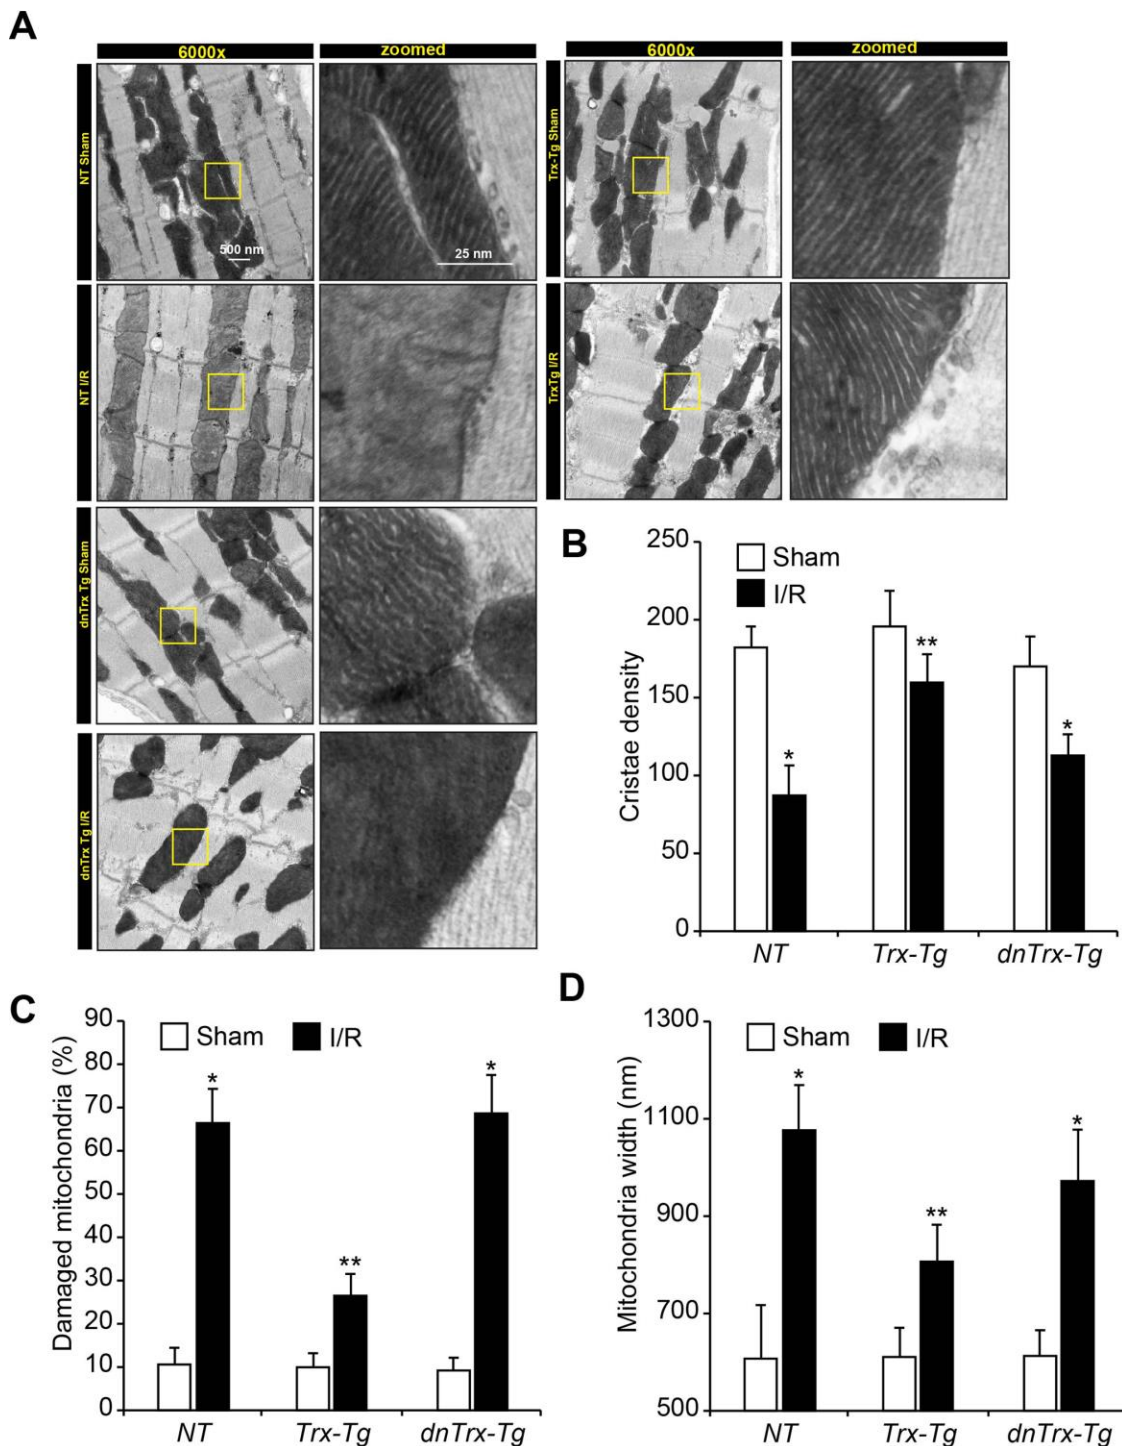 A
6000x
zoomed
6000x
zoomed
NT Sham
500 nm
25 nm
Trx-Tg Sham
NT I/R
TrxTg I/R
dnTrx Tg Sham
dnTrx Tg I/R
B
250
200
150
100
50
0
Cristae density
Sham
I/R
**
*
*
NT
Trx-Tg
dnTrx-Tg
C
90
80
70
60
50
40
30
20
10
0
Damaged mitochondria (%)
Sham
I/R
*
**
*
NT
Trx-Tg
dnTrx-Tg
D
1300
1100
900
700
500
Mitochondria width (nm)
Sham
I/R
*
**
*
NT
Trx-Tg
dnTrx-Tg